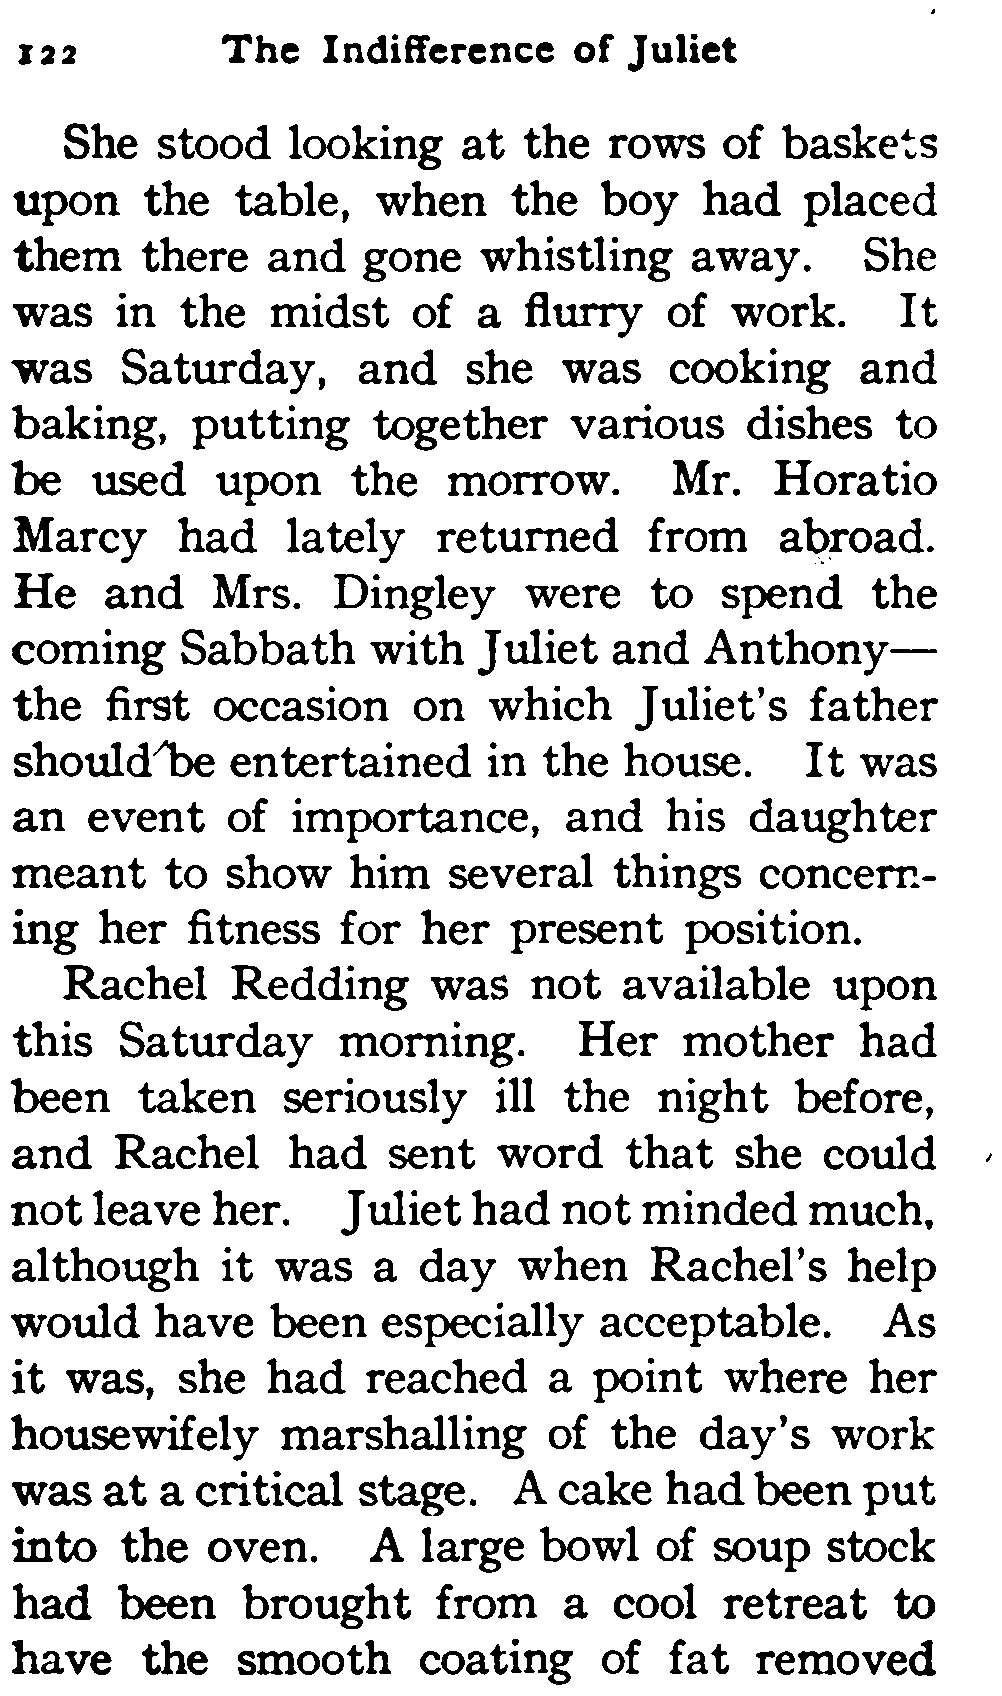 122 The Indifference of Juliet
She stood looking at the rows of baskets
upon the table, when the boy had placed
them there and gone whistling away. She
was in the midst of a flurry of work. It
was Saturday, and she was cooking and
baking, putting together various dishes to
be used upon the morrow. Mr. Horatio
Marcy had lately returned from abroad.
He and Mrs. Dingley were to spend the
coming Sabbath with Juliet and Anthony—
the first occasion on which Juliet's father
should be entertained in the house. It was
an event of importance, and his daughter
meant to show him several things concern-
ing her fitness for her present position.
Rachel Redding was not available upon
this Saturday morning. Her mother had
been taken seriously ill the night before,
and Rachel had sent word that she could
not leave her. Juliet had not minded much,
although it was a day when Rachel's help
would have been especially acceptable. As
it was, she had reached a point where her
housewifely marshalling of the day's work
was at a critical stage. A cake had been put
into the oven. A large bowl of soup stock
had been brought from a cool retreat to
have the smooth coating of fat removed